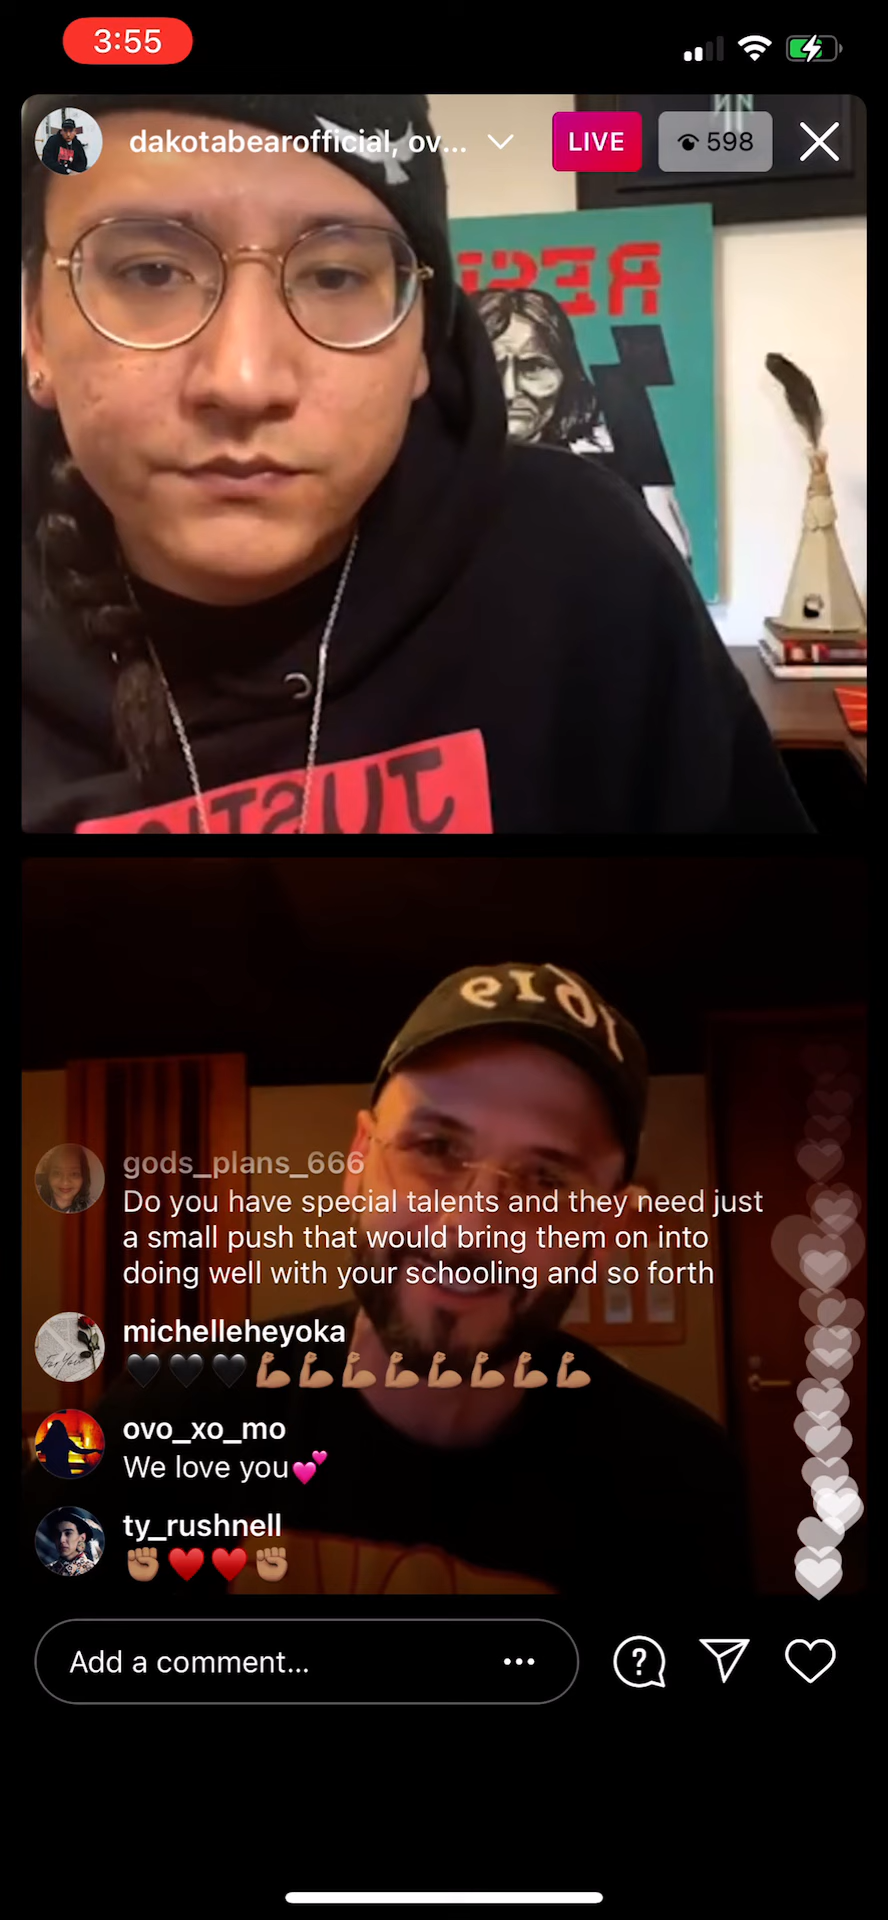 3:55
dakotabearofficial, ov...
LIVE
598
JUST
gods_plans_666
Do you have special talents and they need just
a small push that would bring them on into
doing well with your schooling and so forth
michelleheyoka
🖤🖤🖤💪🏽💪🏽💪🏽💪🏽💪🏽💪🏽💪🏽💪🏽
ovo_xo_mo
We love you💕
ty_rushnell
✊🏽❤️❤️✊🏽
Add a comment...